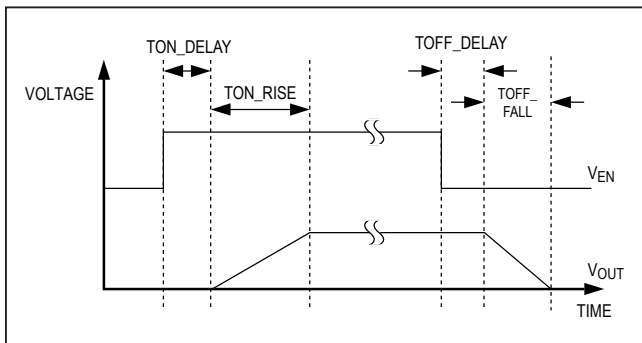 TON_DELAY
TOFF_DELAY
VOLTAGE
TON_RISE
TOFF_
FALL
VEN
VOUT
TIME